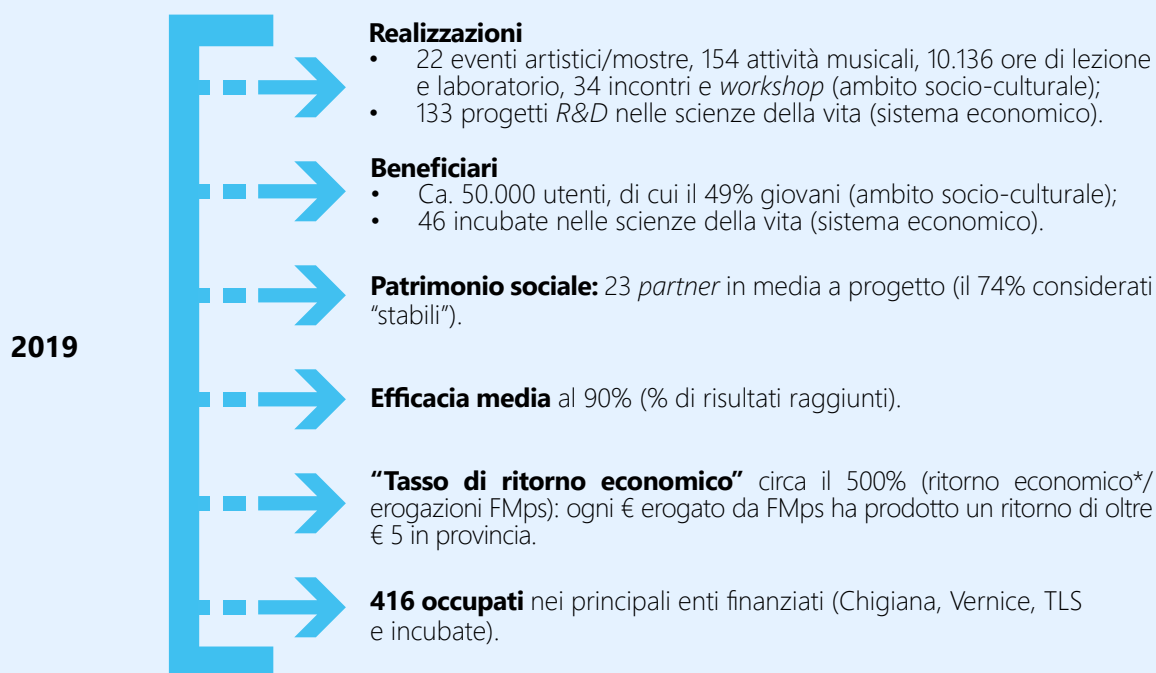 2019
Realizzazioni
• 22 eventi artistici/mostre, 154 attività musicali, 10.136 ore di lezione
e laboratorio, 34 incontri e workshop (ambito socio-culturale);
• 133 progetti R&D nelle scienze della vita (sistema economico).
Beneficiari
• Ca. 50.000 utenti, di cui il 49% giovani (ambito socio-culturale);
• 46 incubate nelle scienze della vita (sistema economico).
Patrimonio sociale: 23 partner in media a progetto (il 74% considerati
“stabili”).
Efficacia media al 90% (% di risultati raggiunti).
“Tasso di ritorno economico” circa il 500% (ritorno economico*/
erogazioni FMps): ogni € erogato da FMps ha prodotto un ritorno di oltre
€ 5 in provincia.
416 occupati nei principali enti finanziati (Chigiana, Vernice, TLS
e incubate).